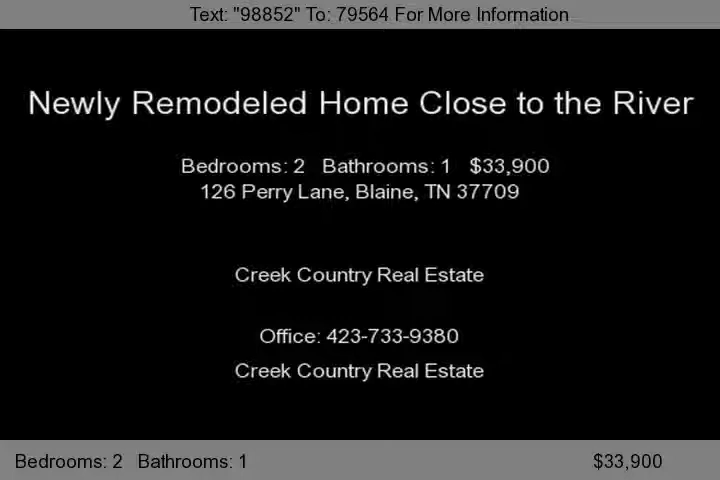 Text: "98852" To: 79564 For More Information
Newly Remodeled Home Close to the River
Bedrooms: 2 Bathrooms: 1 $33,900
126 Perry Lane, Blaine, TN 37709
Creek Country Real Estate
Office: 423-733-9380
Creek Country Real Estate
Bedrooms: 2 Bathrooms: 1 $33,900